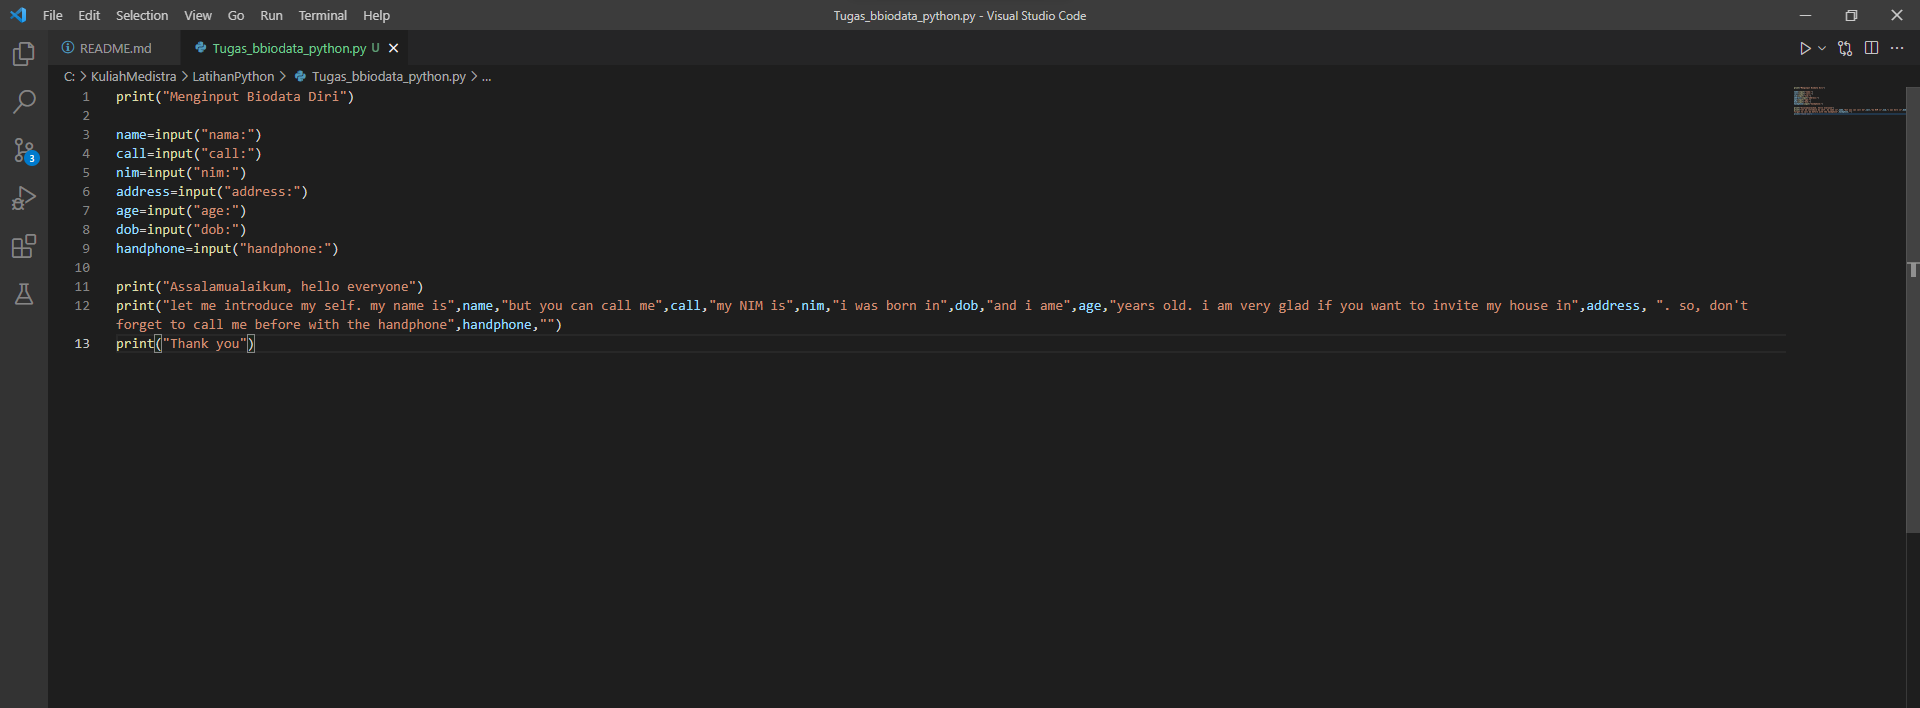 File Edit Selection View Go Run Terminal Help
Tugas_bbiodata_python.py - Visual Studio Code
README.md
Tugas_bbiodata_python.py U
C: > KuliahMedistra > LatihanPython > Tugas_bbiodata_python.py > ...
1 print("Menginput Biodata Diri")
2
3 name=input("nama:")
4 call=input("call:")
5 nim=input("nim:")
6 address=input("address:")
7 age=input("age:")
8 dob=input("dob:")
9 handphone=input("handphone:")
10
11 print("Assalamualaikum, hello everyone")
12 print("let me introduce my self. my name is",name,"but you can call me",call,"my NIM is",nim,"i was born in",dob,"and i ame",age,"years old. i am very glad if you want to invite my house in",address, ". so, don't
forget to call me before with the handphone",handphone,"")
13 print("Thank you")
3